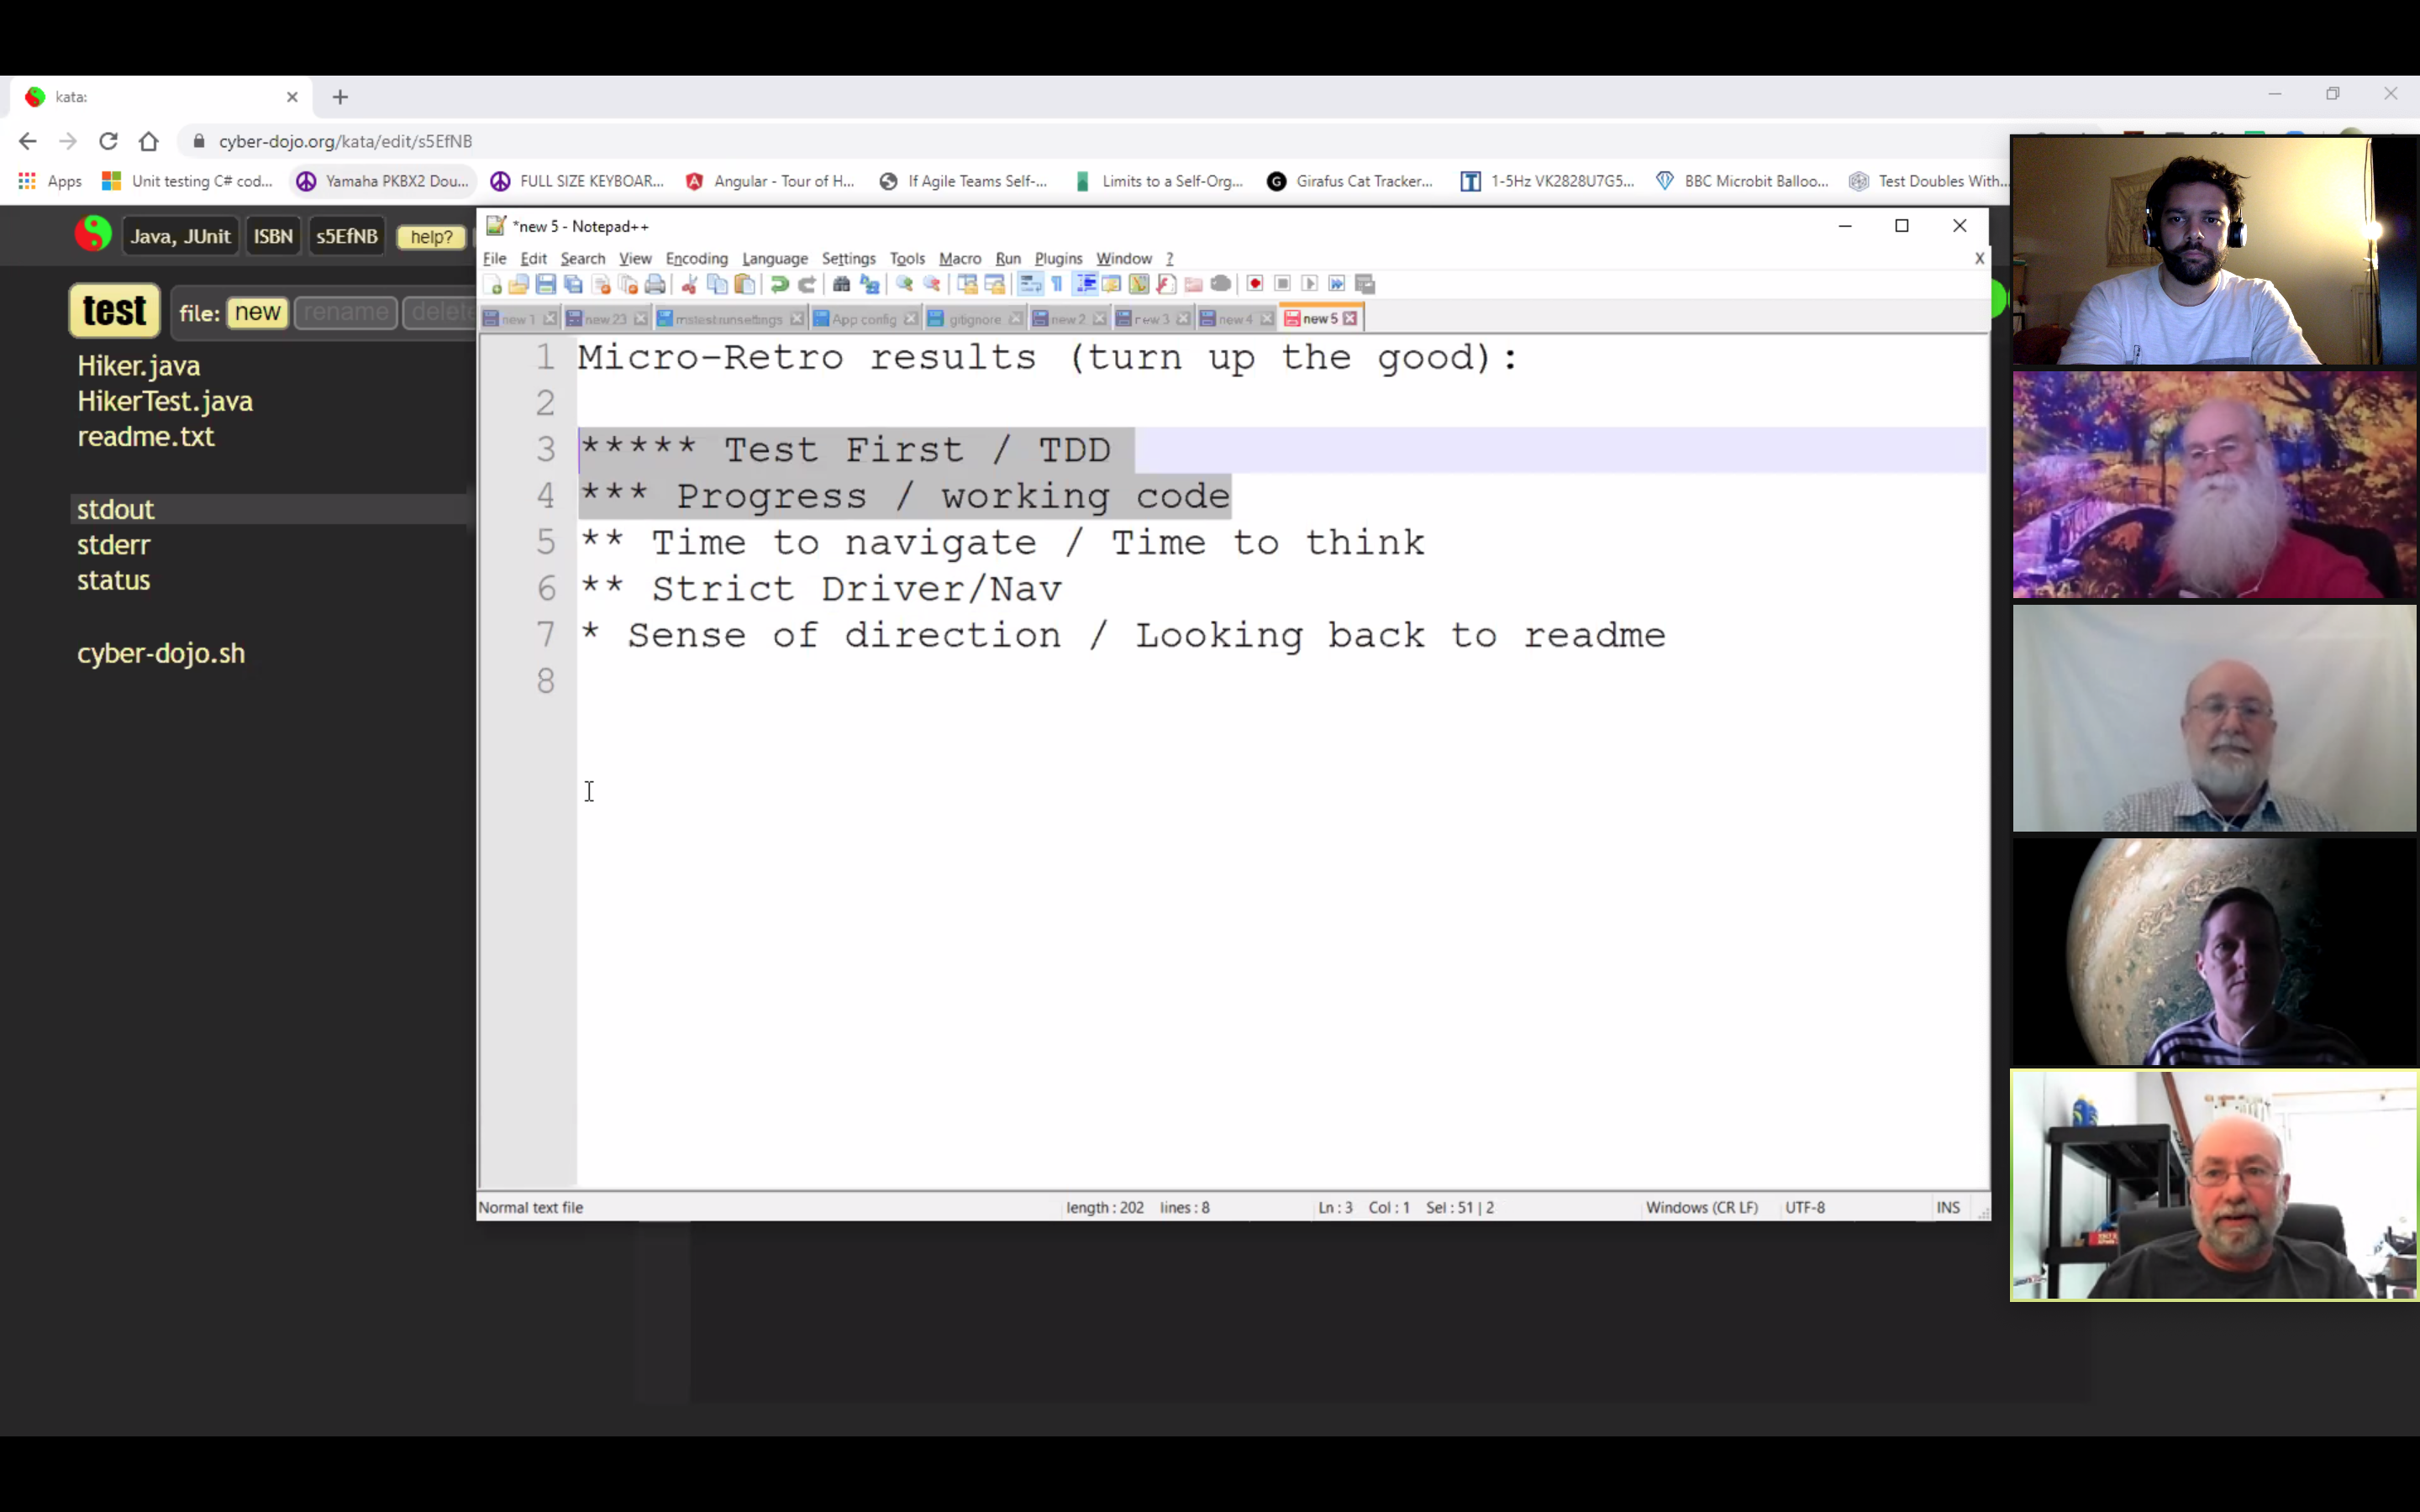 kata:
cyber-dojo.org/kata/edit/s5EfNB
Apps Unit testing C# cod... Yamaha PKBX2 Dou... FULL SIZE KEYBOAR... Angular - Tour of H... If Agile Teams Self-... Limits to a Self-Org... Girafus Cat Tracker... 1-5Hz VK2828U7G5... BBC Microbit Balloo... Test Doubles With...
Java, JUnit ISBN s5EfNB help?
test file: new rename delete
Hiker.java
HikerTest.java
readme.txt
stdout
stderr
status
cyber-dojo.sh
*new 5 - Notepad++
File Edit Search View Encoding Language Settings Tools Macro Run Plugins Window ? X
new 1 new 23 mstest.runsettings App.config .gitignore new 2 new 3 new 4 new 5
1 Micro-Retro results (turn up the good):
2
3 ***** Test First / TDD
4 *** Progress / working code
5 ** Time to navigate / Time to think
6 ** Strict Driver/Nav
7 * Sense of direction / Looking back to readme
8
Normal text file length : 202 lines : 8 Ln : 3 Col : 1 Sel : 51 | 2 Windows (CR LF) UTF-8 INS